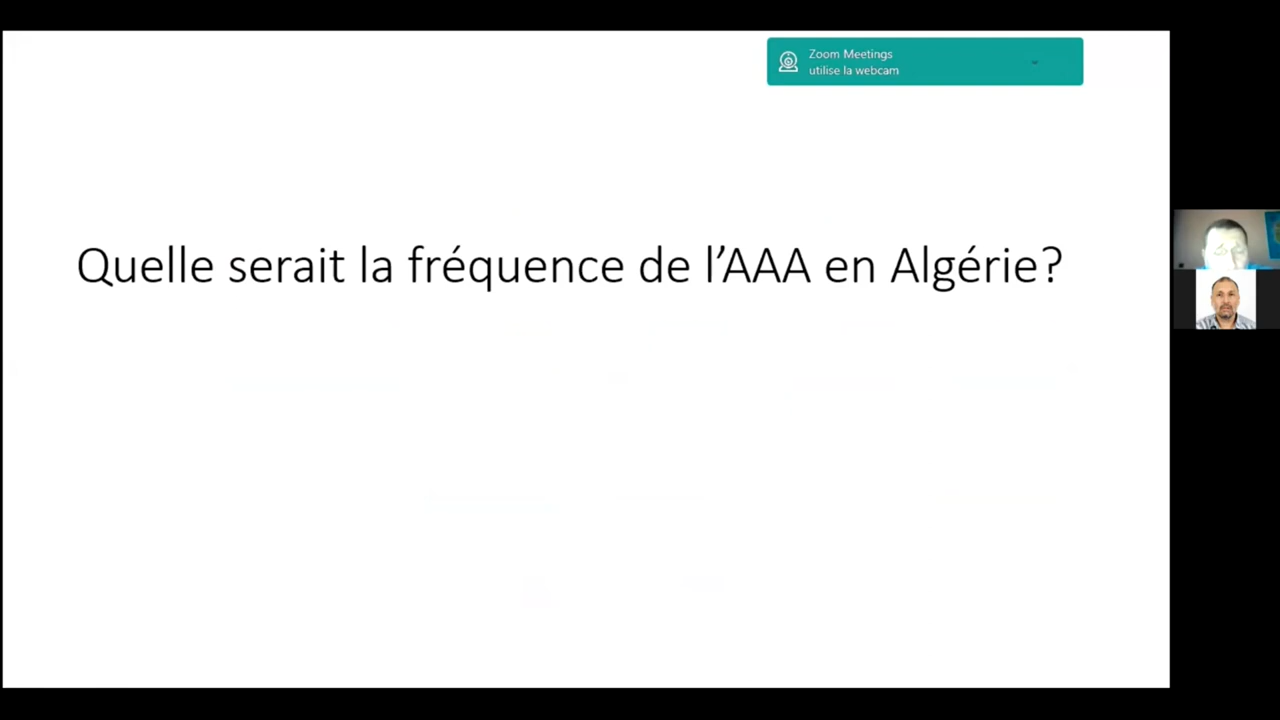 Zoom Meetings
utilise la webcam
Quelle serait la fréquence de l’AAA en Algérie?